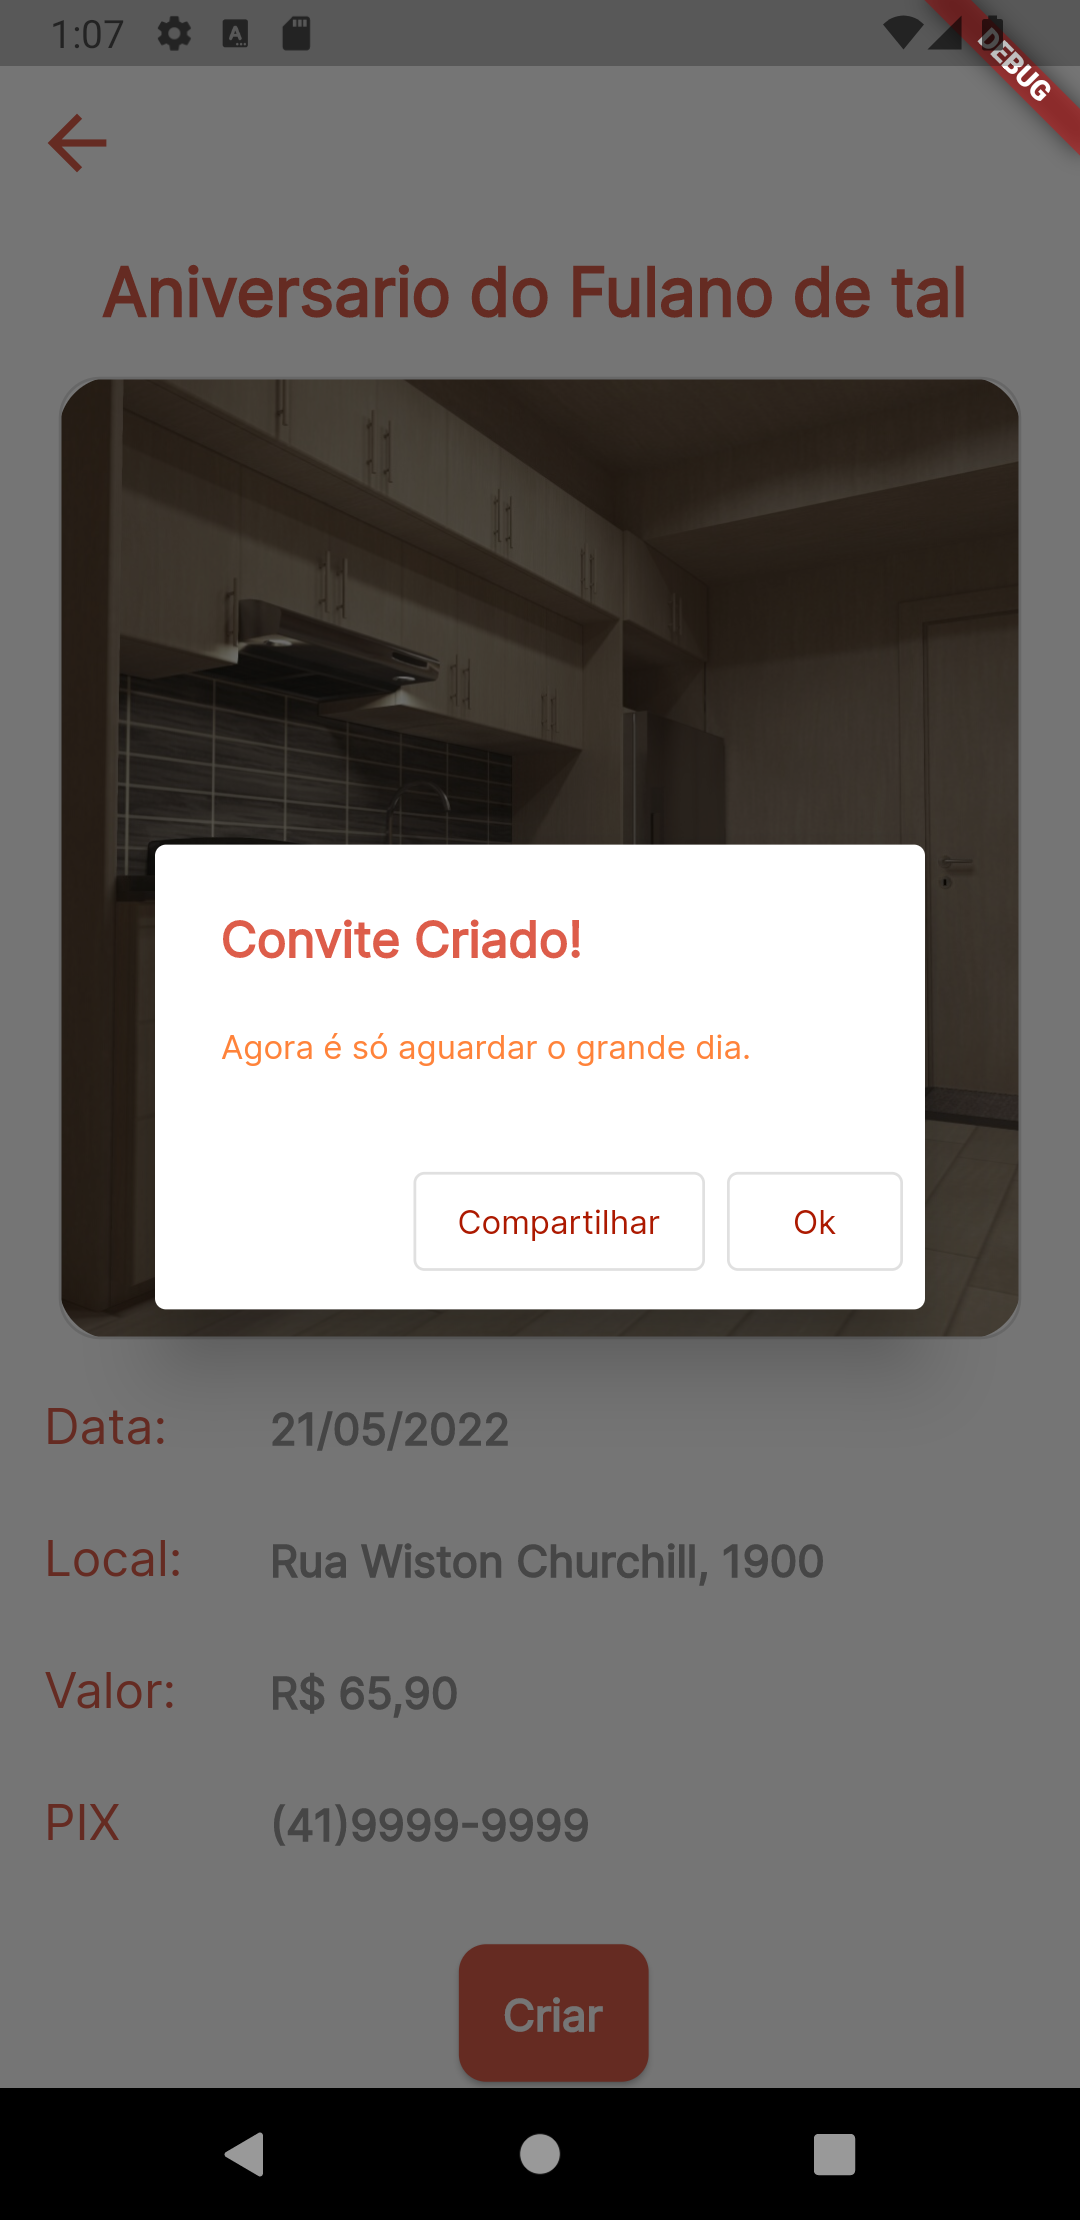 1:07
DEBUG
Aniversario do Fulano de tal
Convite Criado!
Agora é só aguardar o grande dia.
Compartilhar
Ok
Data:
21/05/2022
Local:
Rua Wiston Churchill, 1900
Valor:
R$ 65,90
PIX
(41)9999-9999
Criar